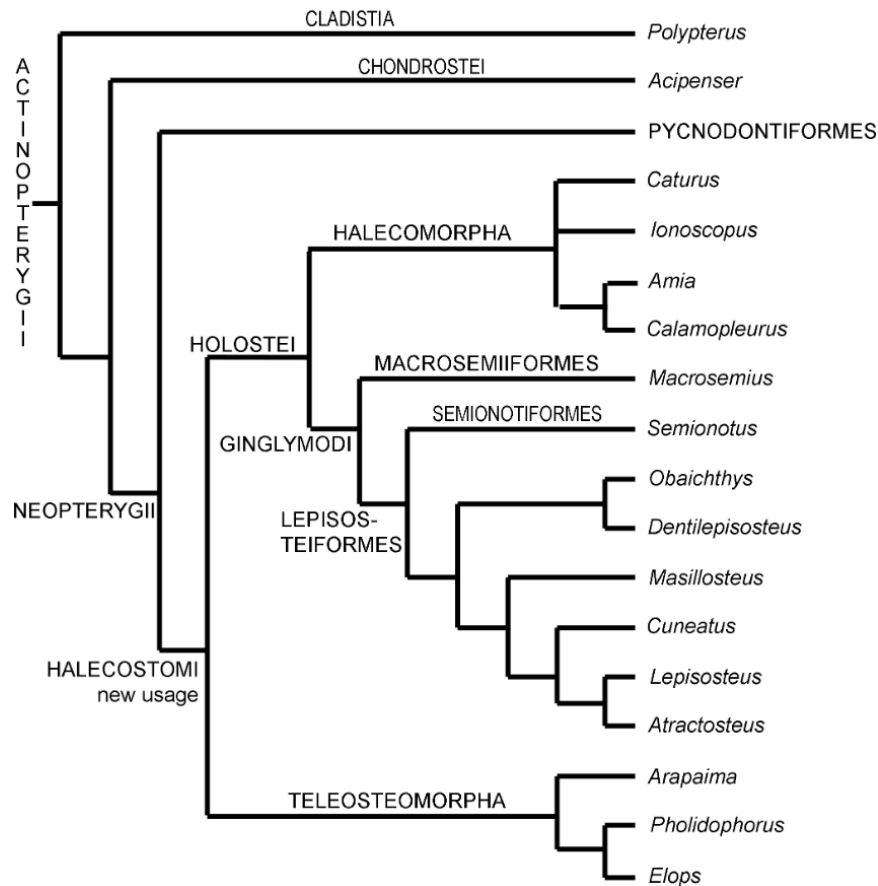 CLADISTIA
Polypterus
ACTINOPTERYGII
CHONDROSTEI
Acipenser
PYCNODONTIFORMES
Caturus
HALECOMORPHA
Ionoscopus
Amia
Calamopleurus
HOLOSTEI
MACROSEMIIFORMES
Macrosemius
SEMIONOTIFORMES
Semionotus
GINGLYMODI
Obaichthys
NEOPTERYGII
LEPISOS-
TEIFORMES
Dentilepisosteus
Masillosteus
Cuneatus
HALECOSTOMI
new usage
Lepisosteus
Atractosteus
Arapaima
TELEOSTEOMORPHA
Pholidophorus
Elops